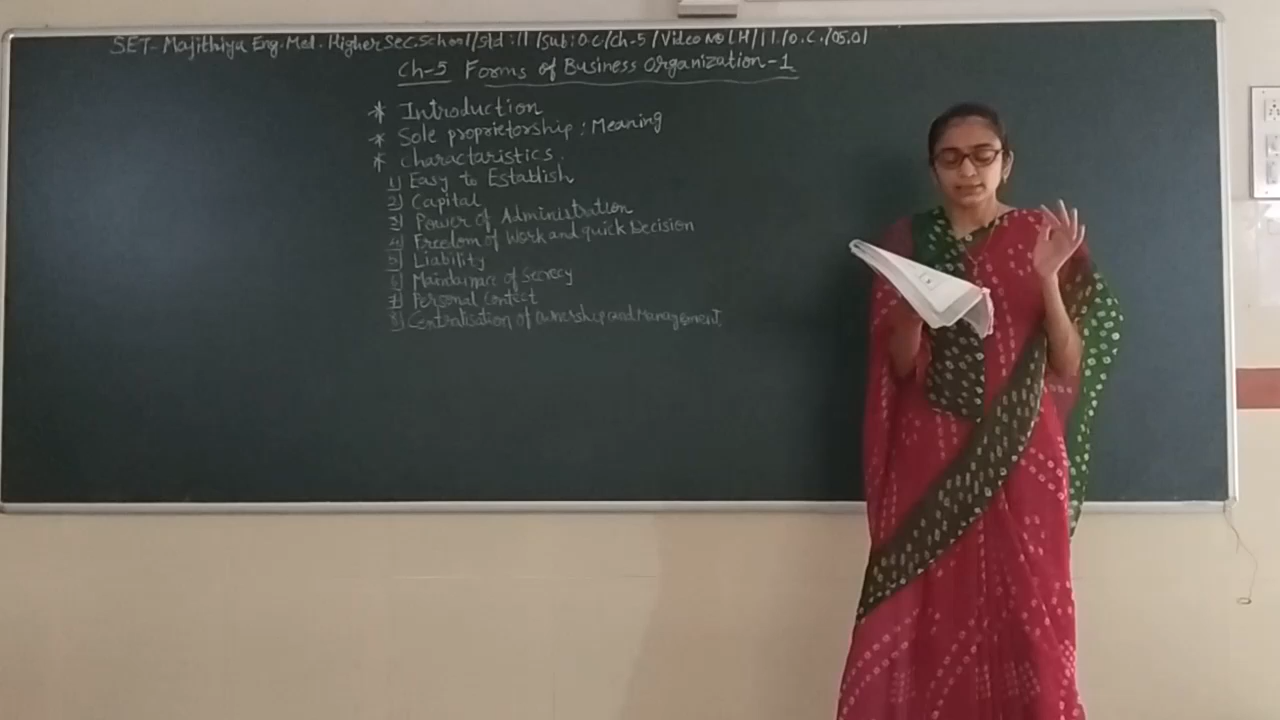 SET- Majithiya Eng. Med. Higher Sec. School / Std : 11 / Sub : O.C / Ch-5 / Video No LH / 11 / O.C. / 05.01
Ch-5 Forms of Business Organization-1
* Introduction
* Sole proprietorship : Meaning
* Charactaristics.
1) Easy to Establish
2) Capital
3) Power of Administration
4) Freedom of Work and quick Decision
5) Liability
6) of Secrecy
7) Personal Contect
8) Centralisation of Ownership and Management.